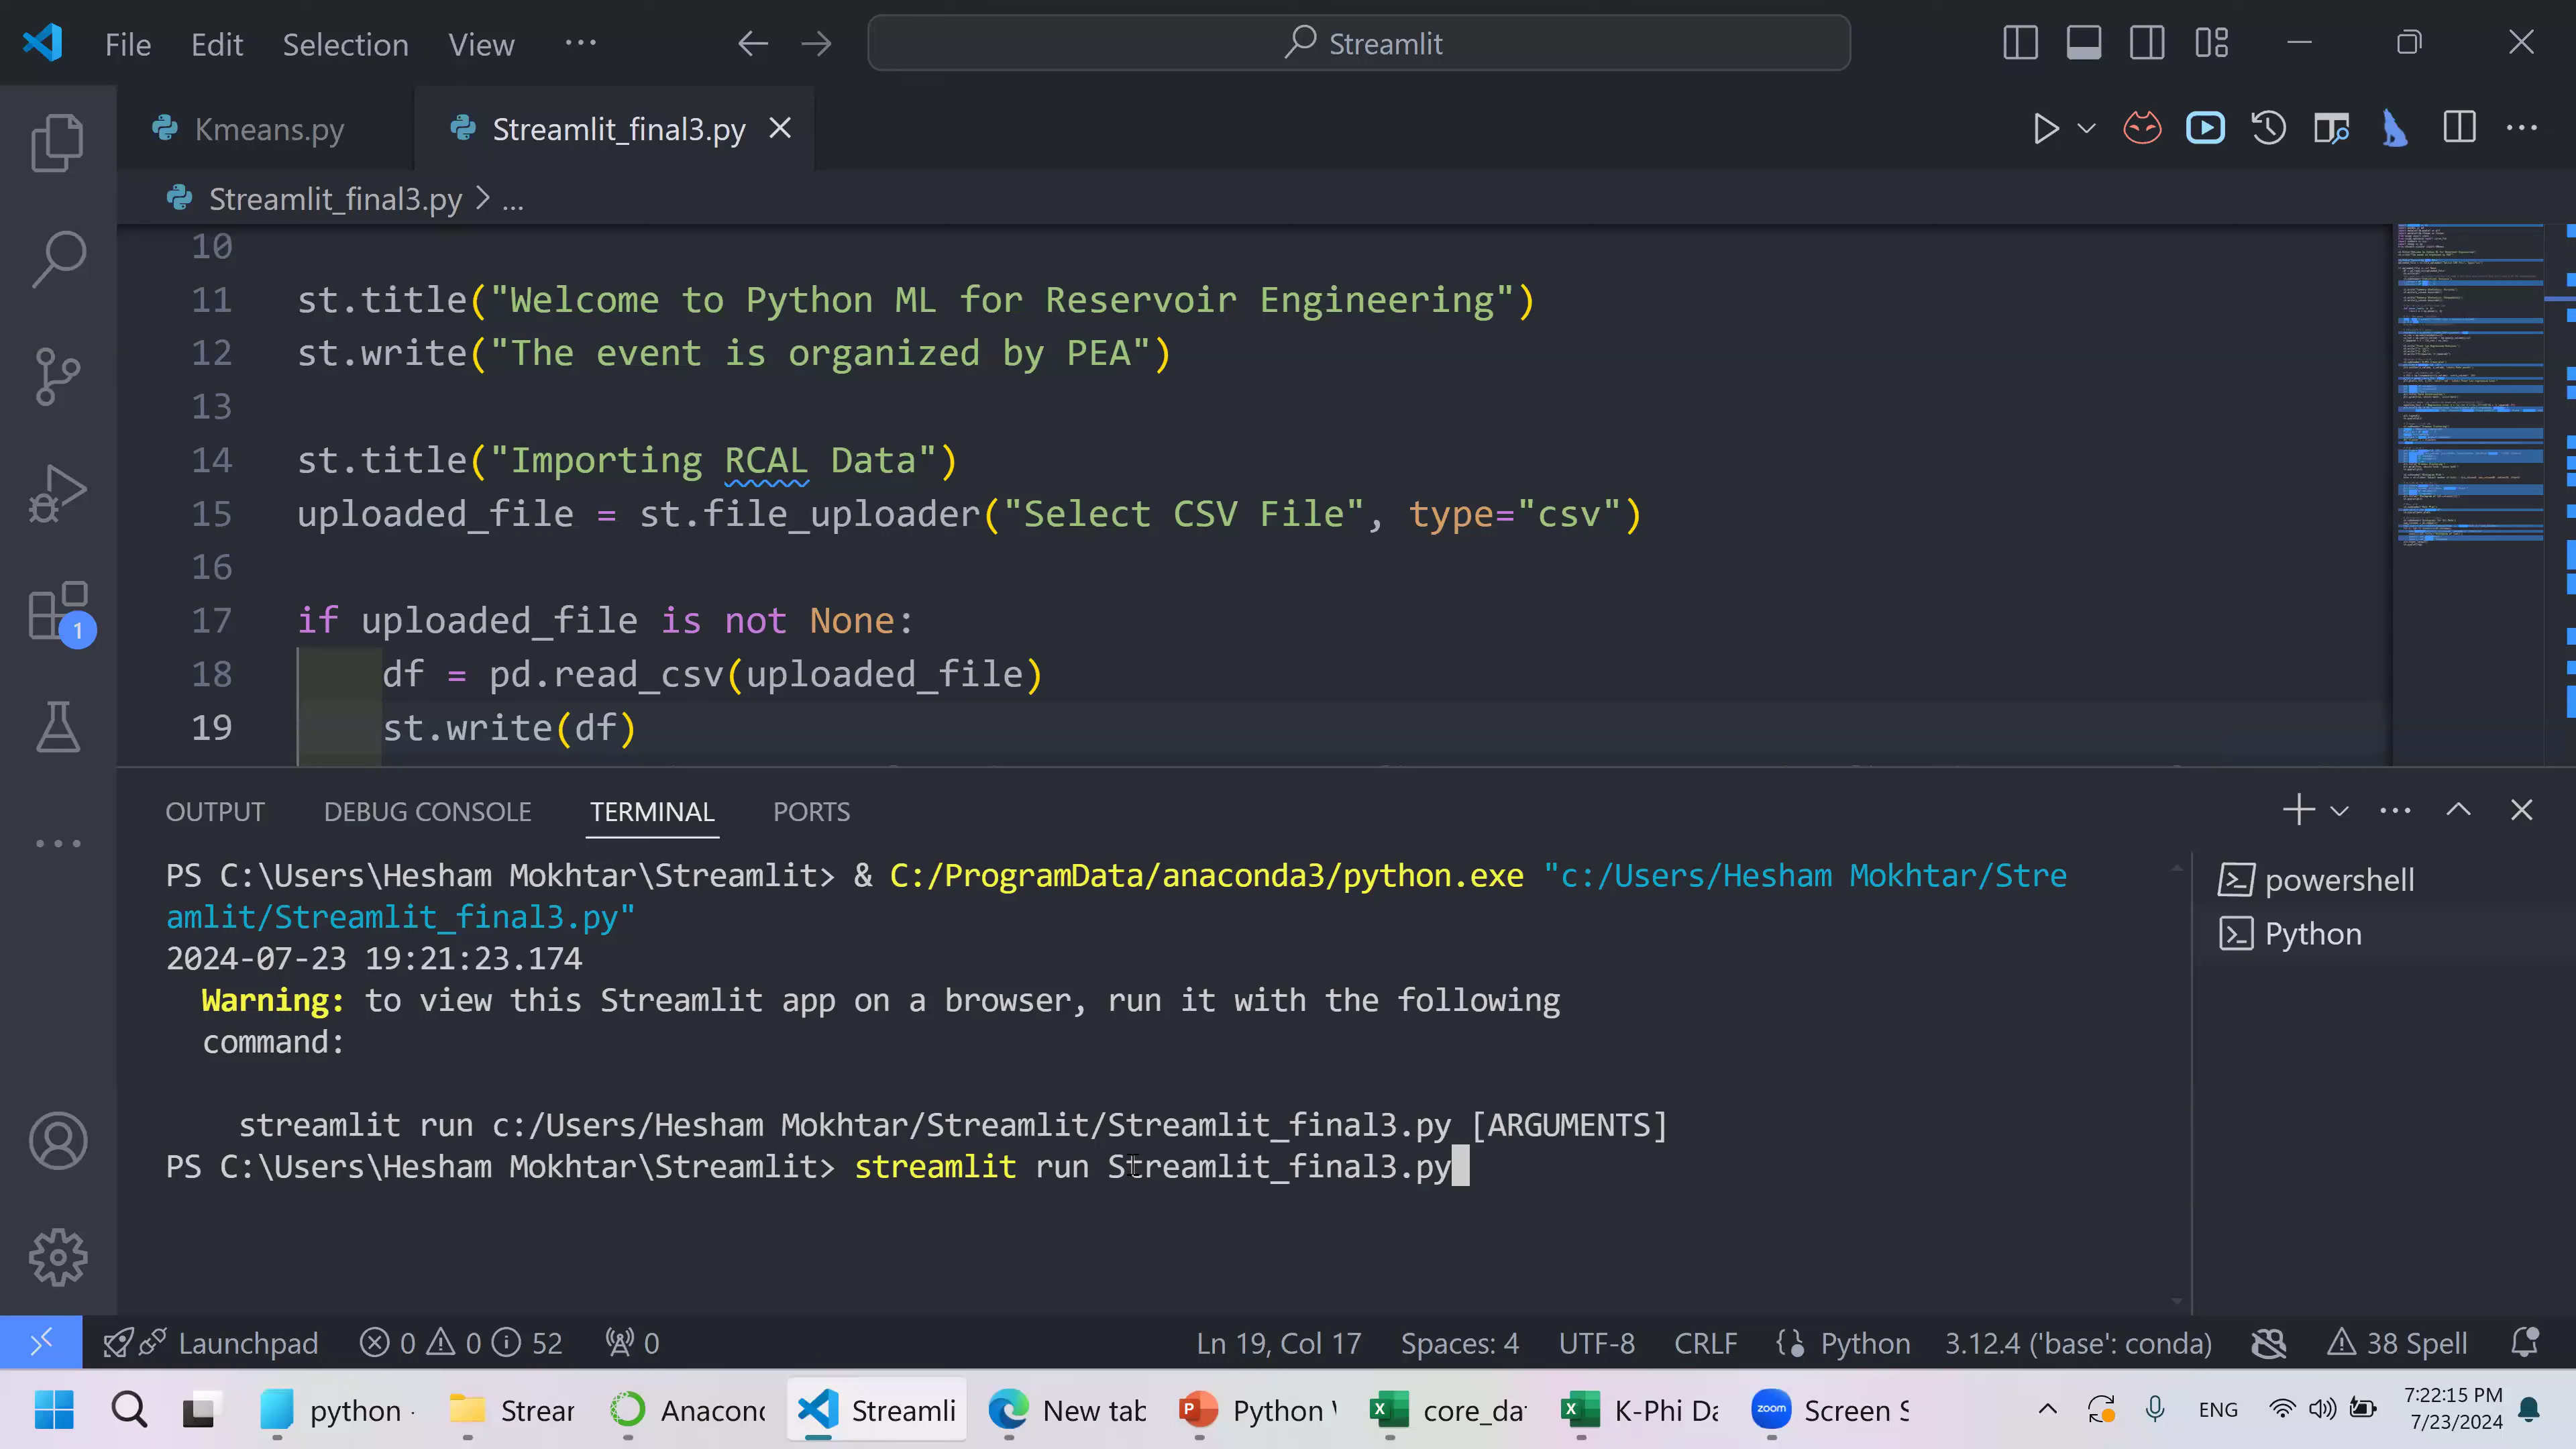 File Edit Selection View ··· Streamlit
Kmeans.py Streamlit_final3.py
Streamlit_final3.py > ...
10
11 st.title("Welcome to Python ML for Reservoir Engineering")
12 st.write("The event is organized by PEA")
13
14 st.title("Importing RCAL Data")
15 uploaded_file = st.file_uploader("Select CSV File", type="csv")
16
17 if uploaded_file is not None:
18 df = pd.read_csv(uploaded_file)
19 st.write(df)
1
OUTPUT DEBUG CONSOLE TERMINAL PORTS
PS C:\Users\Hesham Mokhtar\Streamlit> & C:/ProgramData/anaconda3/python.exe "c:/Users/Hesham Mokhtar/Stre
amlit/Streamlit_final3.py"
2024-07-23 19:21:23.174
Warning: to view this Streamlit app on a browser, run it with the following
command:
streamlit run c:/Users/Hesham Mokhtar/Streamlit/Streamlit_final3.py [ARGUMENTS]
PS C:\Users\Hesham Mokhtar\Streamlit> streamlit run Streamlit_final3.py
powershell
Python
Launchpad 0 0 52 0 Ln 19, Col 17 Spaces: 4 UTF-8 CRLF Python 3.12.4 ('base': conda) 38 Spell
python Strear Anacon Streamli New tab Python core_da K-Phi Da zoom Screen S ENG 7:22:15 PM
7/23/2024